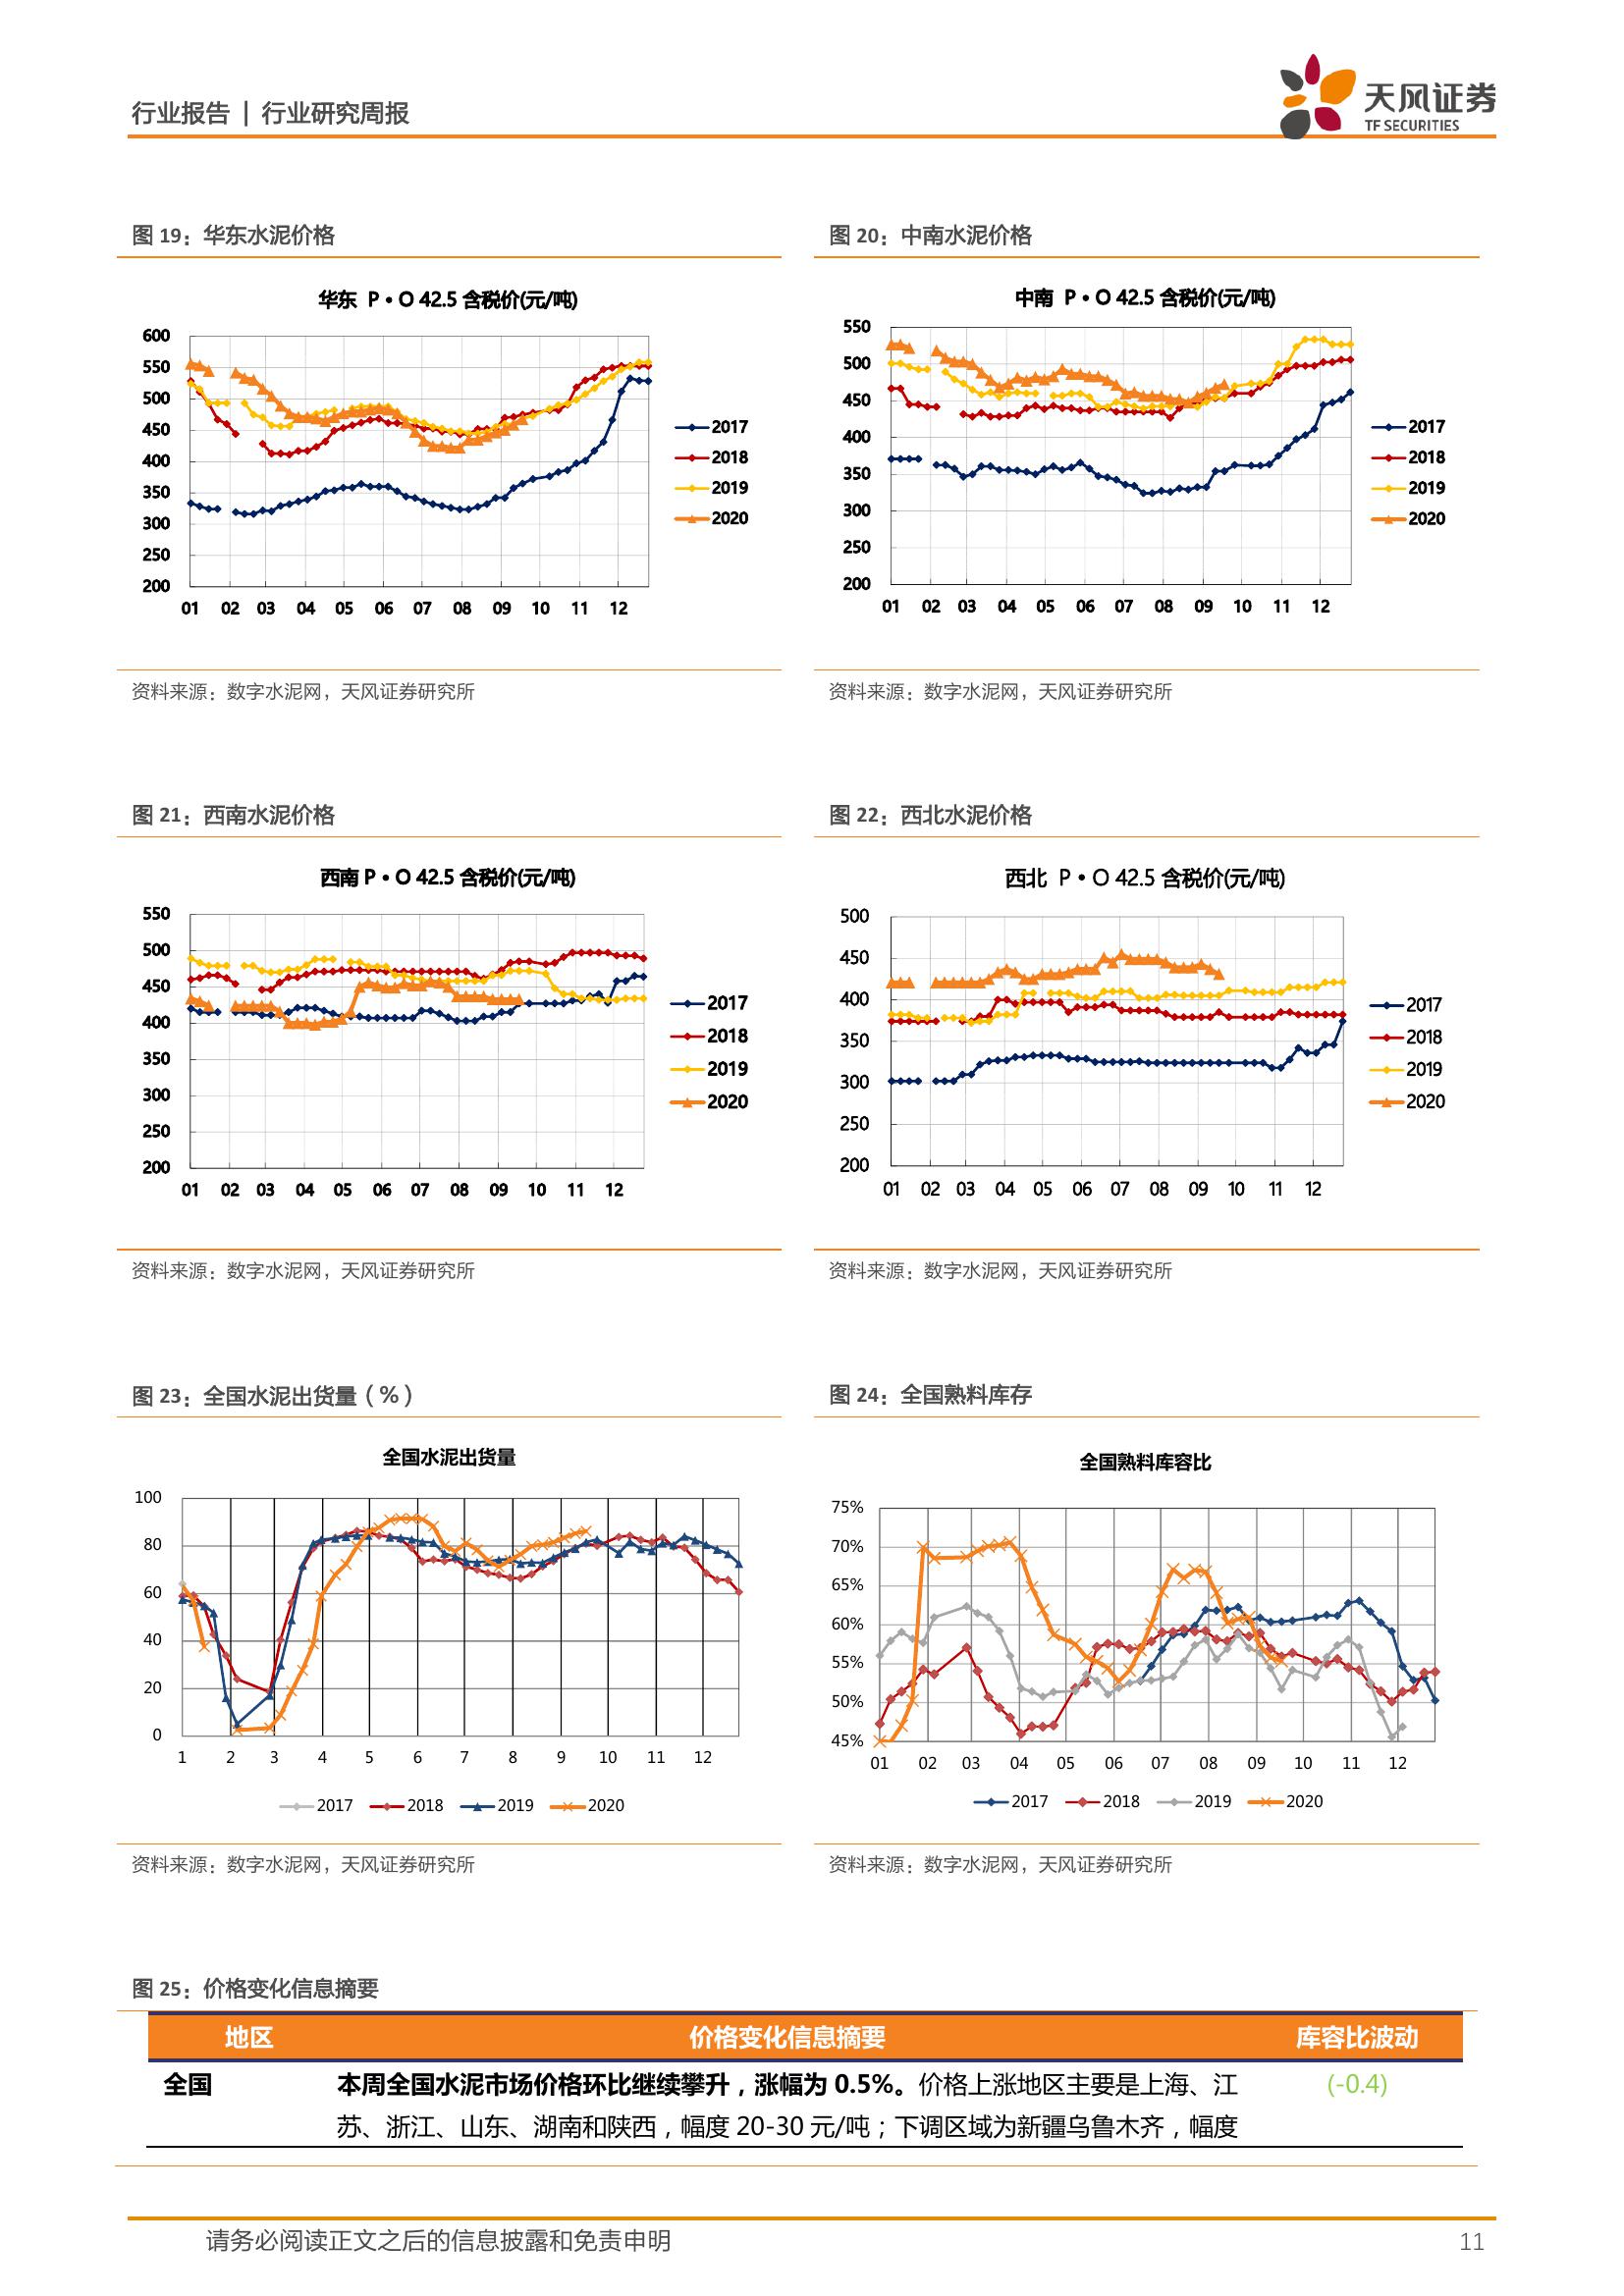 行业报告 | 行业研究周报
天风证券
TF SECURITIES
图 19：华东水泥价格
华东 P·O 42.5 含税价(元/吨)
600
550
500
450
400
350
300
250
200
01 02 03 04 05 06 07 08 09 10 11 12
2017
2018
2019
2020
资料来源：数字水泥网，天风证券研究所
图 20：中南水泥价格
中南 P·O 42.5 含税价(元/吨)
550
500
450
400
350
300
250
200
01 02 03 04 05 06 07 08 09 10 11 12
2017
2018
2019
2020
资料来源：数字水泥网，天风证券研究所
图 21：西南水泥价格
西南 P·O 42.5 含税价(元/吨)
550
500
450
400
350
300
250
200
01 02 03 04 05 06 07 08 09 10 11 12
2017
2018
2019
2020
资料来源：数字水泥网，天风证券研究所
图 22：西北水泥价格
西北 P·O 42.5 含税价(元/吨)
500
450
400
350
300
250
200
01 02 03 04 05 06 07 08 09 10 11 12
2017
2018
2019
2020
资料来源：数字水泥网，天风证券研究所
图 23：全国水泥出货量（%）
全国水泥出货量
100
80
60
40
20
0
1 2 3 4 5 6 7 8 9 10 11 12
2017 2018 2019 2020
资料来源：数字水泥网，天风证券研究所
图 24：全国熟料库存
全国熟料库容比
75%
70%
65%
60%
55%
50%
45%
01 02 03 04 05 06 07 08 09 10 11 12
2017 2018 2019 2020
资料来源：数字水泥网，天风证券研究所
图 25：价格变化信息摘要
地区 价格变化信息摘要 库容比波动
全国 本周全国水泥市场价格环比继续攀升，涨幅为 0.5%。价格上涨地区主要是上海、江 (-0.4)
苏、浙江、山东、湖南和陕西，幅度 20-30 元/吨；下调区域为新疆乌鲁木齐，幅度
请务必阅读正文之后的信息披露和免责申明 11